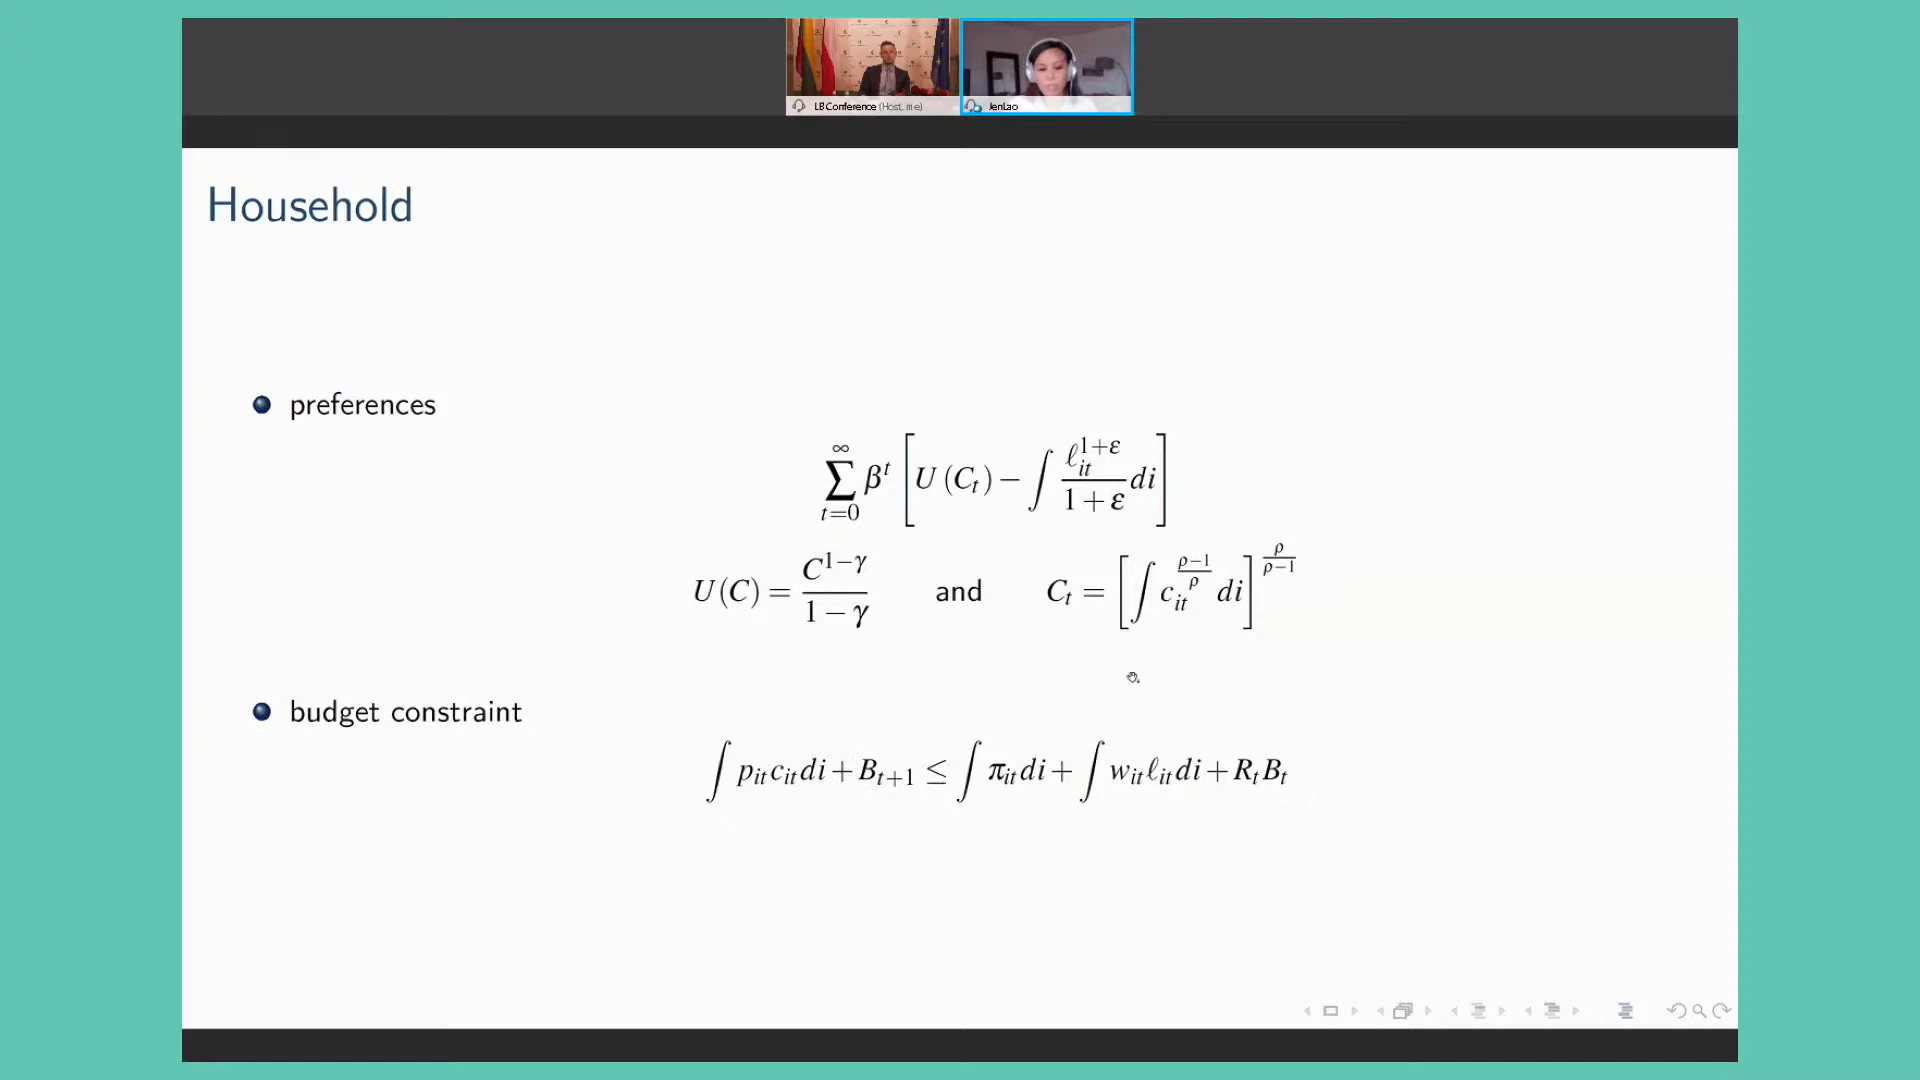 LB Conference (Host, me)
JenLao
Household
preferences
\sum_{t=0}^{\infty} \beta^t \left[ U(C_t) - \int \frac{\ell_{it}^{1+\varepsilon}}{1+\varepsilon} di \right]
U(C) = \frac{C^{1-\gamma}}{1-\gamma} and C_t = \left[ \int c_{it}^{\frac{\rho-1}{\rho}} di \right]^{\frac{\rho}{\rho-1}}
budget constraint
\int p_{it} c_{it} di + B_{t+1} \leq \int \pi_{it} di + \int w_{it} \ell_{it} di + R_t B_t